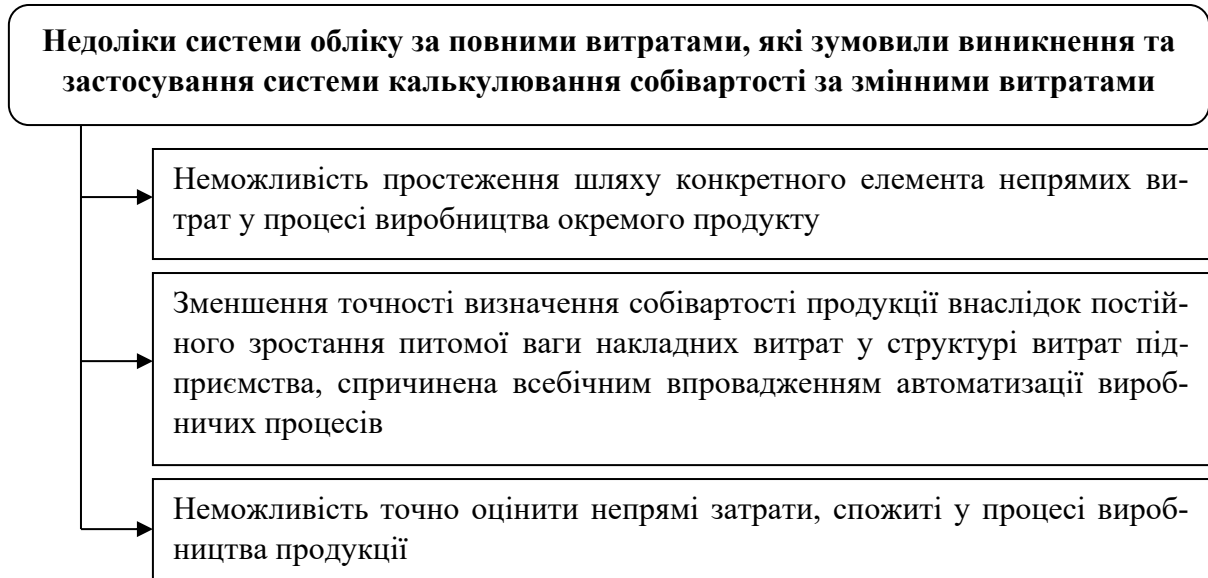 Недоліки системи обліку за повними витратами, які зумовили виникнення та
застосування системи калькулювання собівартості за змінними витратами
Неможливість простеження шляху конкретного елемента непрямих ви-
трат у процесі виробництва окремого продукту
Зменшення точності визначення собівартості продукції внаслідок постій-
ного зростання питомої ваги накладних витрат у структурі витрат під-
приємства, спричинена всебічним впровадженням автоматизації вироб-
ничих процесів
Неможливість точно оцінити непрямі затрати, спожиті у процесі вироб-
ництва продукції